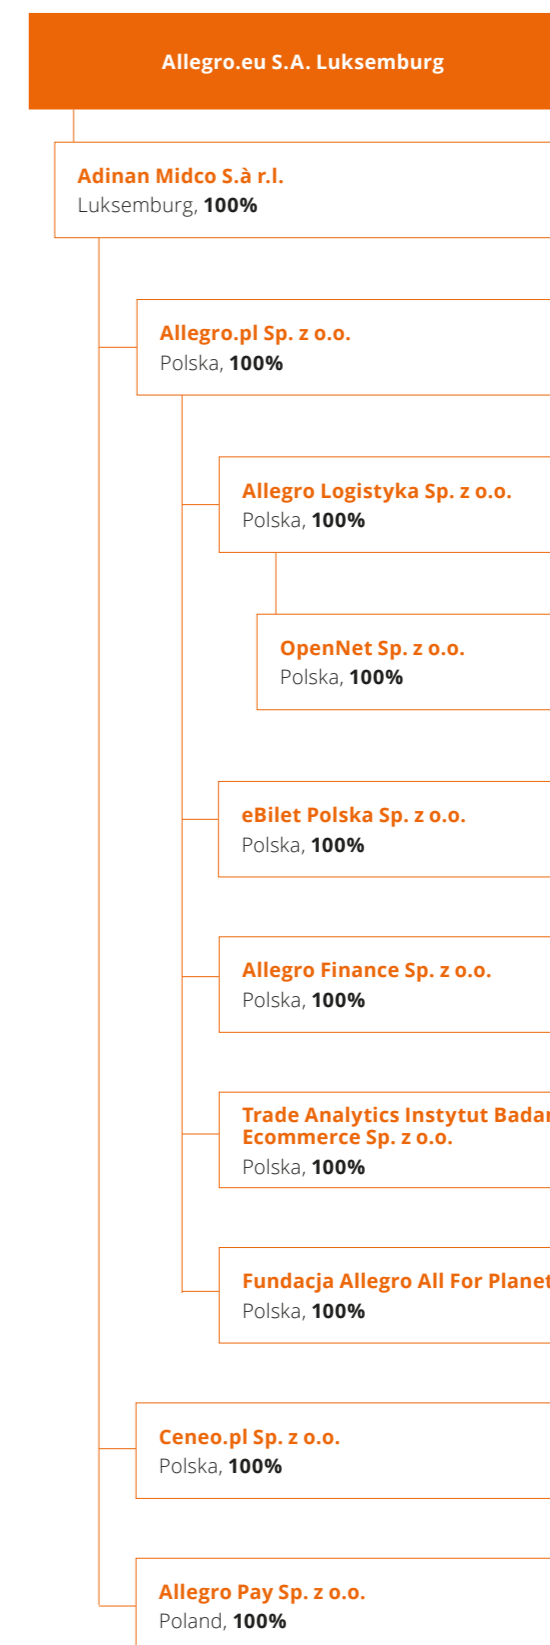 Allegro.eu S.A. Luksemburg
Adinan Midco S.à r.l.
Luksemburg, 100%
Allegro.pl Sp. z o.o.
Polska, 100%
Allegro Logistyka Sp. z o.o.
Polska, 100%
OpenNet Sp. z o.o.
Polska, 100%
eBilet Polska Sp. z o.o.
Polska, 100%
Allegro Finance Sp. z o.o.
Polska, 100%
Trade Analytics Instytut Badań
Ecommerce Sp. z o.o.
Polska, 100%
Fundacja Allegro All For Planet
Polska, 100%
Ceneo.pl Sp. z o.o.
Polska, 100%
Allegro Pay Sp. z o.o.
Poland, 100%